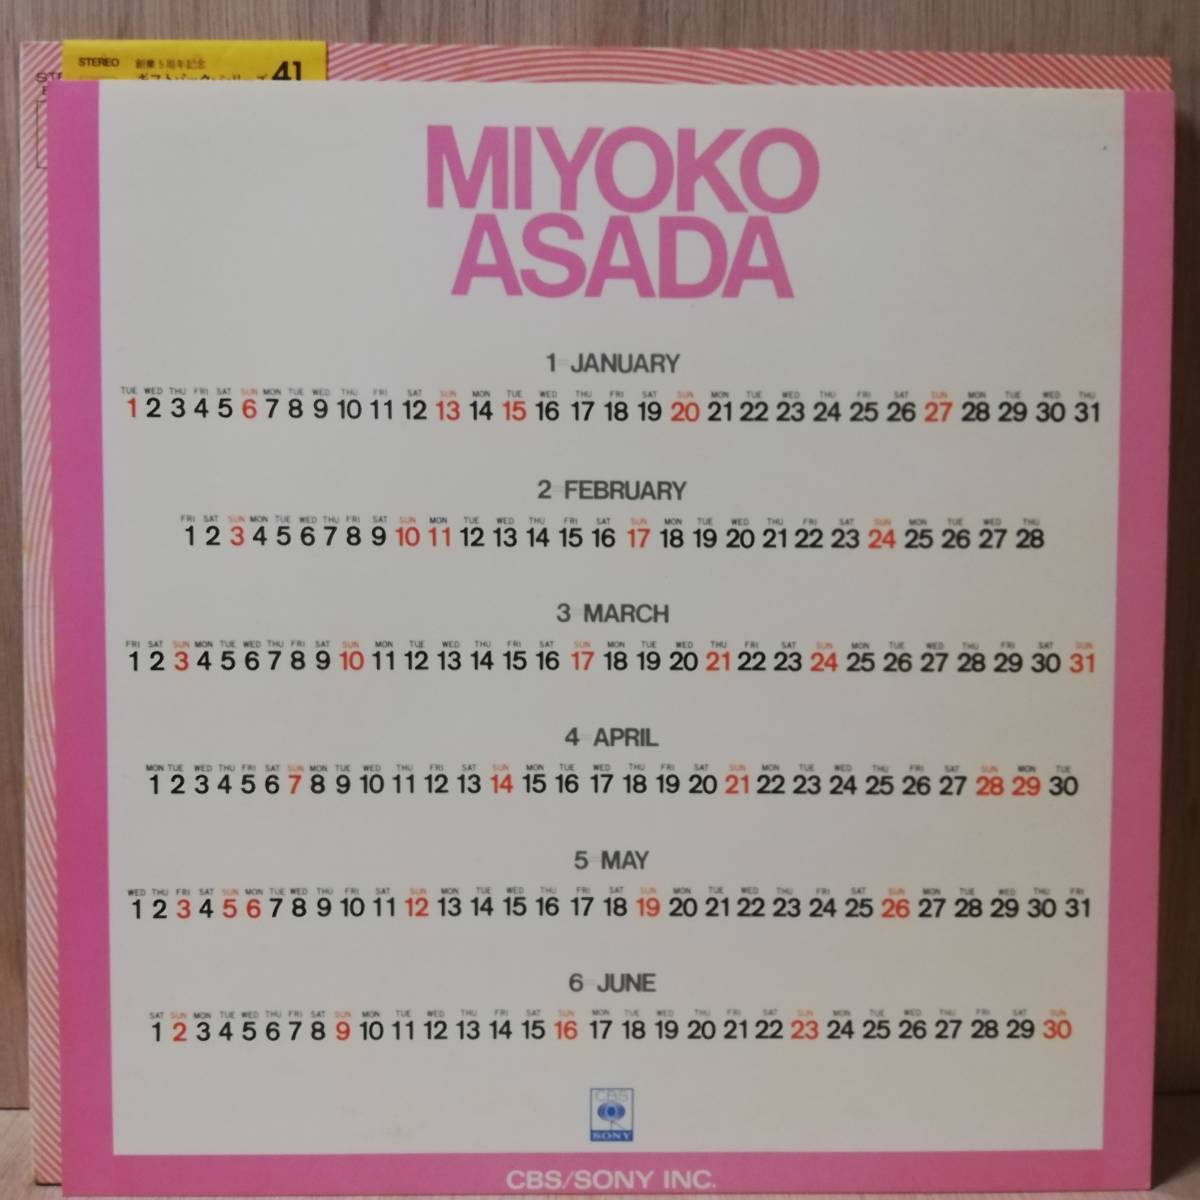 STEREO 創業5周年記念
ギフトパック・シリーズ 41
MIYOKO
ASADA
1 JANUARY
TUE WED THU FRI SAT SUN MON TUE WED THU FRI SAT SUN MON TUE WED THU FRI SAT SUN MON TUE WED THU FRI SAT SUN MON TUE WED THU
1 2 3 4 5 6 7 8 9 10 11 12 13 14 15 16 17 18 19 20 21 22 23 24 25 26 27 28 29 30 31
2 FEBRUARY
FRI SAT SUN MON TUE WED THU FRI SAT SUN MON TUE WED THU FRI SAT SUN MON TUE WED THU FRI SAT SUN MON TUE WED THU
1 2 3 4 5 6 7 8 9 10 11 12 13 14 15 16 17 18 19 20 21 22 23 24 25 26 27 28
3 MARCH
FRI SAT SUN MON TUE WED THU FRI SAT SUN MON TUE WED THU FRI SAT SUN MON TUE WED THU FRI SAT SUN MON TUE WED THU FRI SAT SUN
1 2 3 4 5 6 7 8 9 10 11 12 13 14 15 16 17 18 19 20 21 22 23 24 25 26 27 28 29 30 31
4 APRIL
MON TUE WED THU FRI SAT SUN MON TUE WED THU FRI SAT SUN MON TUE WED THU FRI SAT SUN MON TUE WED THU FRI SAT SUN MON TUE
1 2 3 4 5 6 7 8 9 10 11 12 13 14 15 16 17 18 19 20 21 22 23 24 25 26 27 28 29 30
5 MAY
WED THU FRI SAT SUN MON TUE WED THU FRI SAT SUN MON TUE WED THU FRI SAT SUN MON TUE WED THU FRI SAT SUN MON TUE WED THU FRI
1 2 3 4 5 6 7 8 9 10 11 12 13 14 15 16 17 18 19 20 21 22 23 24 25 26 27 28 29 30 31
6 JUNE
SAT SUN MON TUE WED THU FRI SAT SUN MON TUE WED THU FRI SAT SUN MON TUE WED THU FRI SAT SUN MON TUE WED THU FRI SAT SUN
1 2 3 4 5 6 7 8 9 10 11 12 13 14 15 16 17 18 19 20 21 22 23 24 25 26 27 28 29 30
CBS
SONY
CBS/SONY INC.